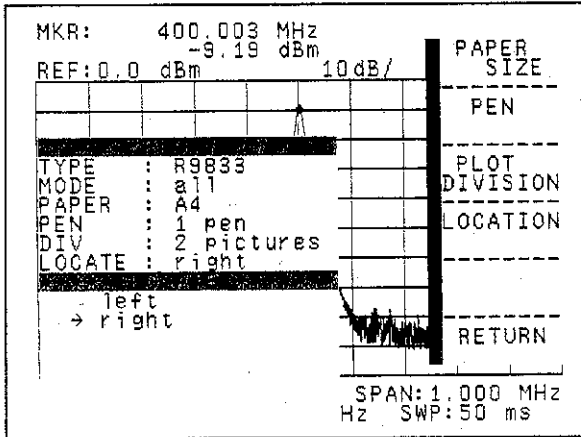 MKR: 400.003 MHz
-9.19 dBm
REF:0.0 dBm 10dB/
TYPE : R9833
MODE : all
PAPER : A4
PEN : 1 pen
DIV : 2 pictures
LOCATE : right
left
→ right
SPAN:1.000 MHz
Hz SWP:50 ms
PAPER
SIZE
PEN
PLOT
DIVISION
LOCATION
RETURN